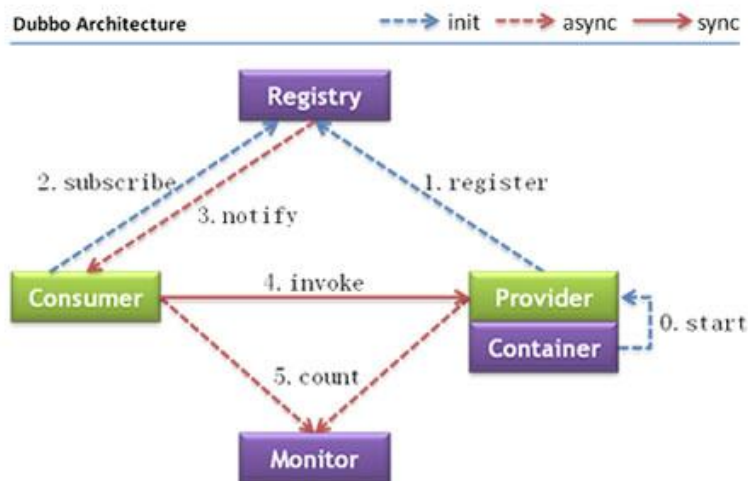 Dubbo Architecture
init
async
sync
Registry
2. subscribe
1. register
3. notify
Consumer
4. invoke
Provider
0. start
Container
5. count
Monitor